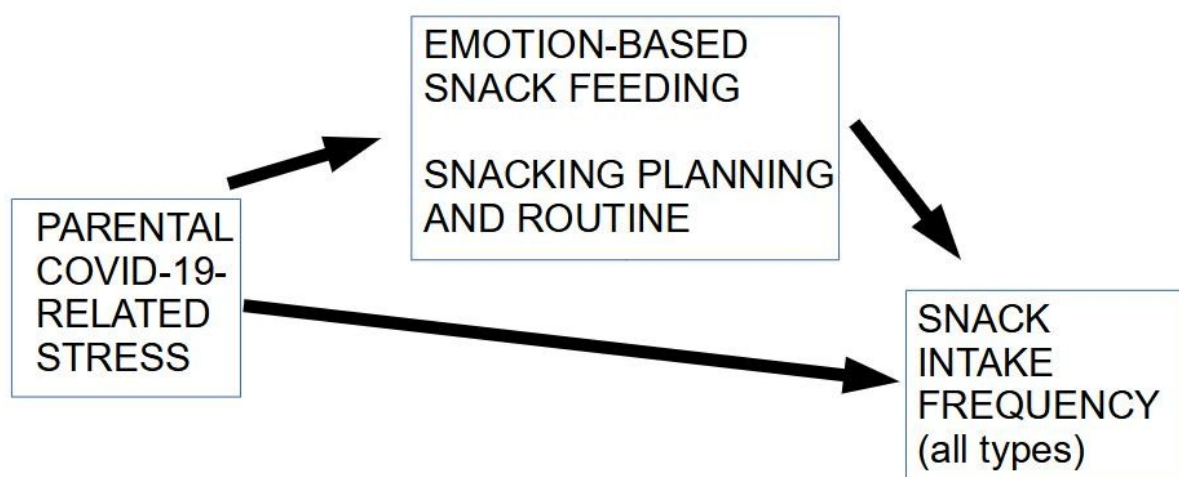 EMOTION-BASED
SNACK FEEDING
SNACKING PLANNING
AND ROUTINE
PARENTAL
COVID-19-
RELATED
STRESS
SNACK
INTAKE
FREQUENCY
(all types)